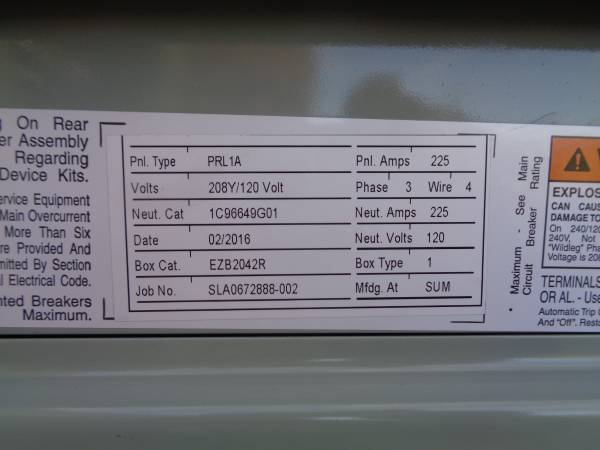 On Rear
er Assembly
Regarding
Device Kits.
ervice Equipment
Main Overcurrent
More Than Six
re Provided And
mitted By Section
al Electrical Code.
nted Breakers
Maximum.
Pnl. Type PRL1A Pnl. Amps 225
Volts 208Y/120 Volt Phase 3 Wire 4
Neut. Cat 1C96649G01 Neut. Amps 225
Date 02/2016 Neut. Volts 120
Box Cat. EZB2042R Box Type 1
Job No. SLA0672888-002 Mfdg. At SUM
• Maximum - See Main
Circuit Breaker Rating
EXPLOS
CAN CAUS
DAMAGE TO
On 240/120
240V, Not
"Wildleg" Pha
Voltage is 208
TERMINALS
OR AL. - Use
Automatic Trip
And "Off". Resto